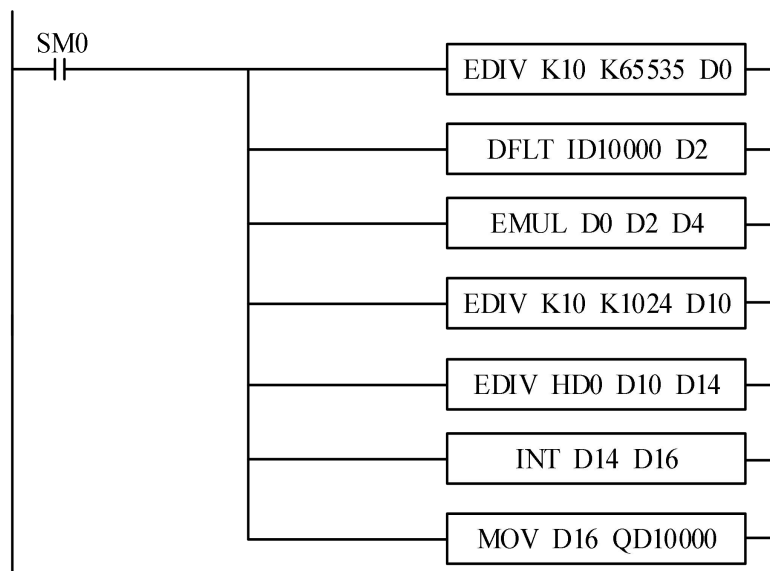 SM0
EDIV K10 K65535 D0
DFLT ID10000 D2
EMUL D0 D2 D4
EDIV K10 K1024 D10
EDIV HD0 D10 D14
INT D14 D16
MOV D16 QD10000